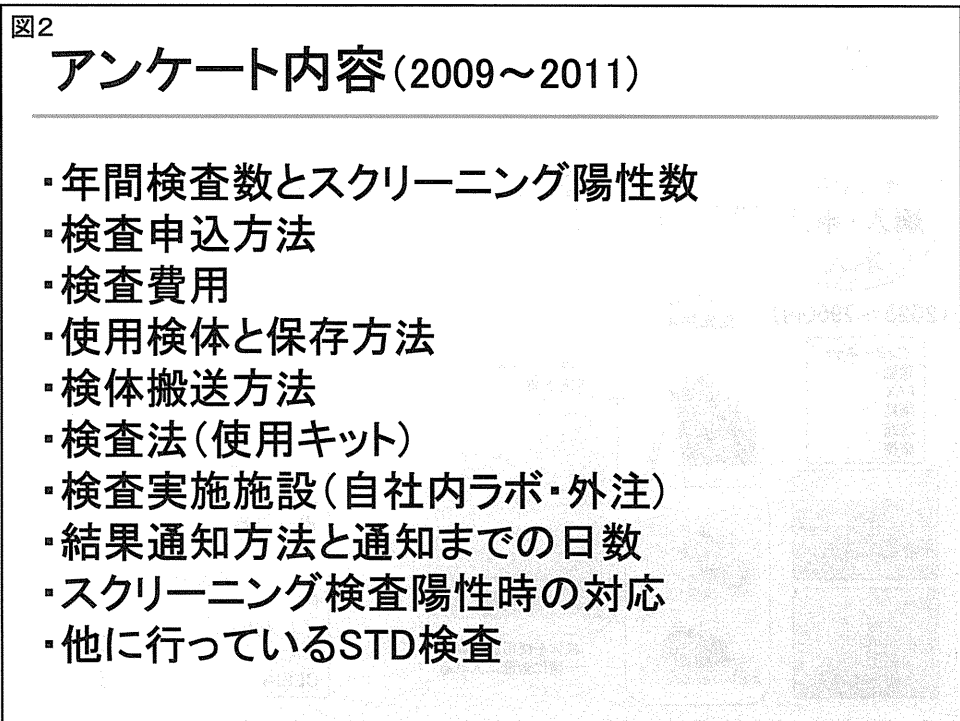 図2
アンケート内容(2009～2011)
・年間検査数とスクリーニング陽性数
・検査申込方法
・検査費用
・使用検体と保存方法
・検体搬送方法
・検査法(使用キット)
・検査実施施設(自社内ラボ・外注)
・結果通知方法と通知までの日数
・スクリーニング検査陽性時の対応
・他に行っているSTD検査